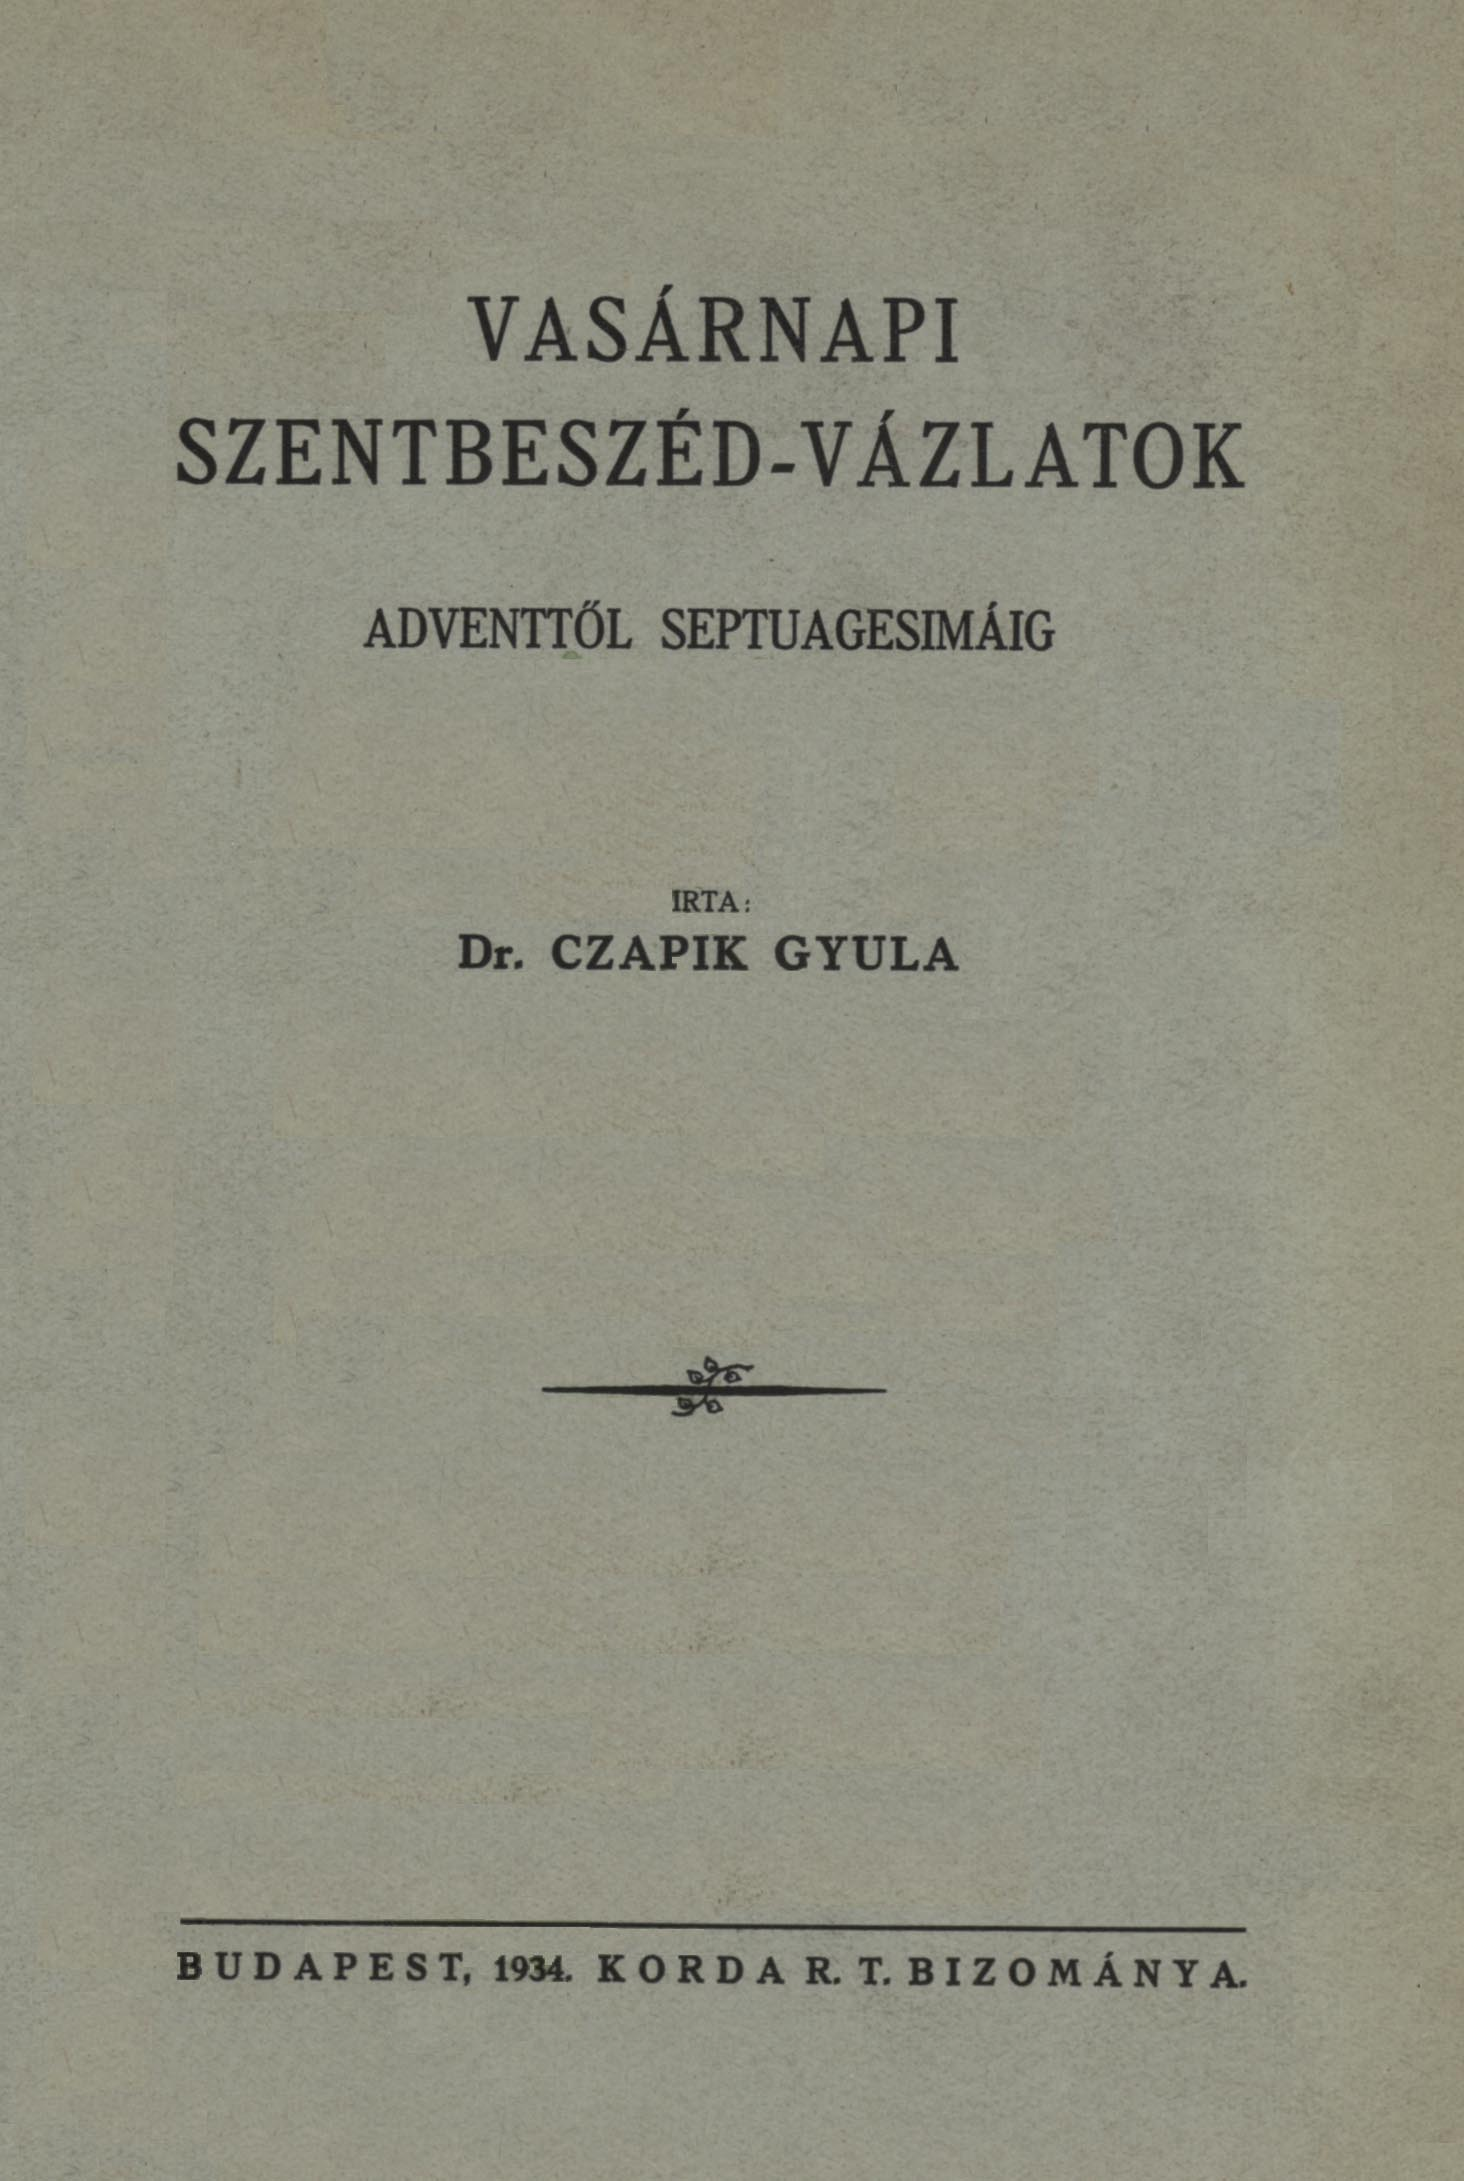 VASÁRNAPI
SZENTBESZÉD-VÁZLATOK
ADVENTTŐL SEPTUAGESIMÁIG
IRTA:
Dr. CZAPIK GYULA
BUDAPEST, 1934. KORDA R. T. BIZOMÁNYA.